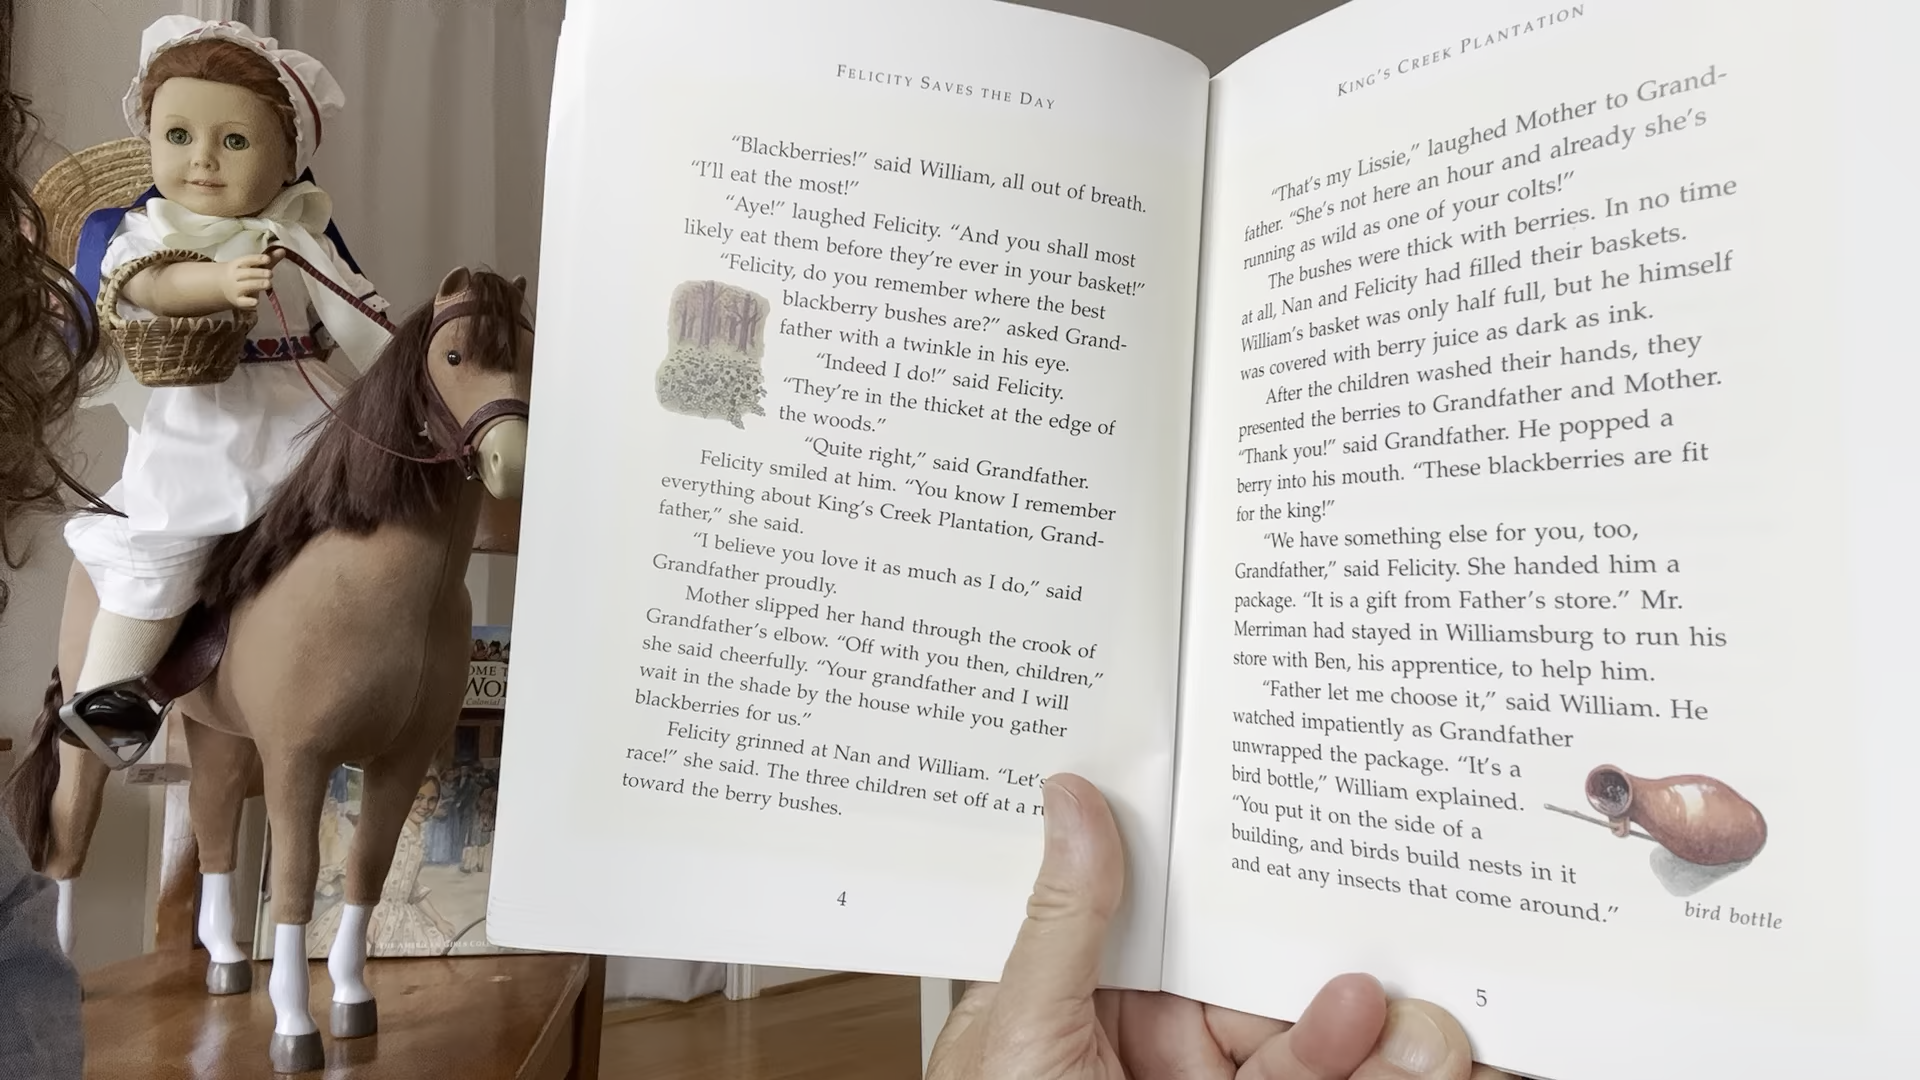 FELICITY SAVES THE DAY
"Blackberries!" said William, all out of breath.
"I'll eat the most!"
"Aye!" laughed Felicity. "And you shall most
likely eat them before they're ever in your basket!"
"Felicity, do you remember where the best
blackberry bushes are?" asked Grand-
father with a twinkle in his eye.
"Indeed I do!" said Felicity.
"They're in the thicket at the edge of
the woods."
"Quite right," said Grandfather.
Felicity smiled at him. "You know I remember
everything about King's Creek Plantation, Grand-
father," she said.
"I believe you love it as much as I do," said
Grandfather proudly.
Mother slipped her hand through the crook of
Grandfather's elbow. "Off with you then, children,"
she said cheerfully. "Your grandfather and I will
wait in the shade by the house while you gather
blackberries for us."
Felicity grinned at Nan and William. "Let's
race!" she said. The three children set off at a
toward the berry bushes.
4
KING'S CREEK PLANTATION
"That's my Lissie," laughed Mother to Grand-
father. "She's not here an hour and already she's
running as wild as one of your colts!"
The bushes were thick with berries. In no time
at all, Nan and Felicity had filled their baskets.
William's basket was only half full, but he himself
was covered with berry juice as dark as ink.
After the children washed their hands, they
presented the berries to Grandfather and Mother.
"Thank you!" said Grandfather. He popped a
berry into his mouth. "These blackberries are fit
for the king!"
"We have something else for you, too,
Grandfather," said Felicity. She handed him a
package. "It is a gift from Father's store." Mr.
Merriman had stayed in Williamsburg to run his
store with Ben, his apprentice, to help him.
"Father let me choose it," said William. He
watched impatiently as Grandfather
unwrapped the package. "It's a
bird bottle," William explained.
"You put it on the side of a
building, and birds build nests in it
and eat any insects that come around."
bird bottle
5
THE AMERICAN GIRLS